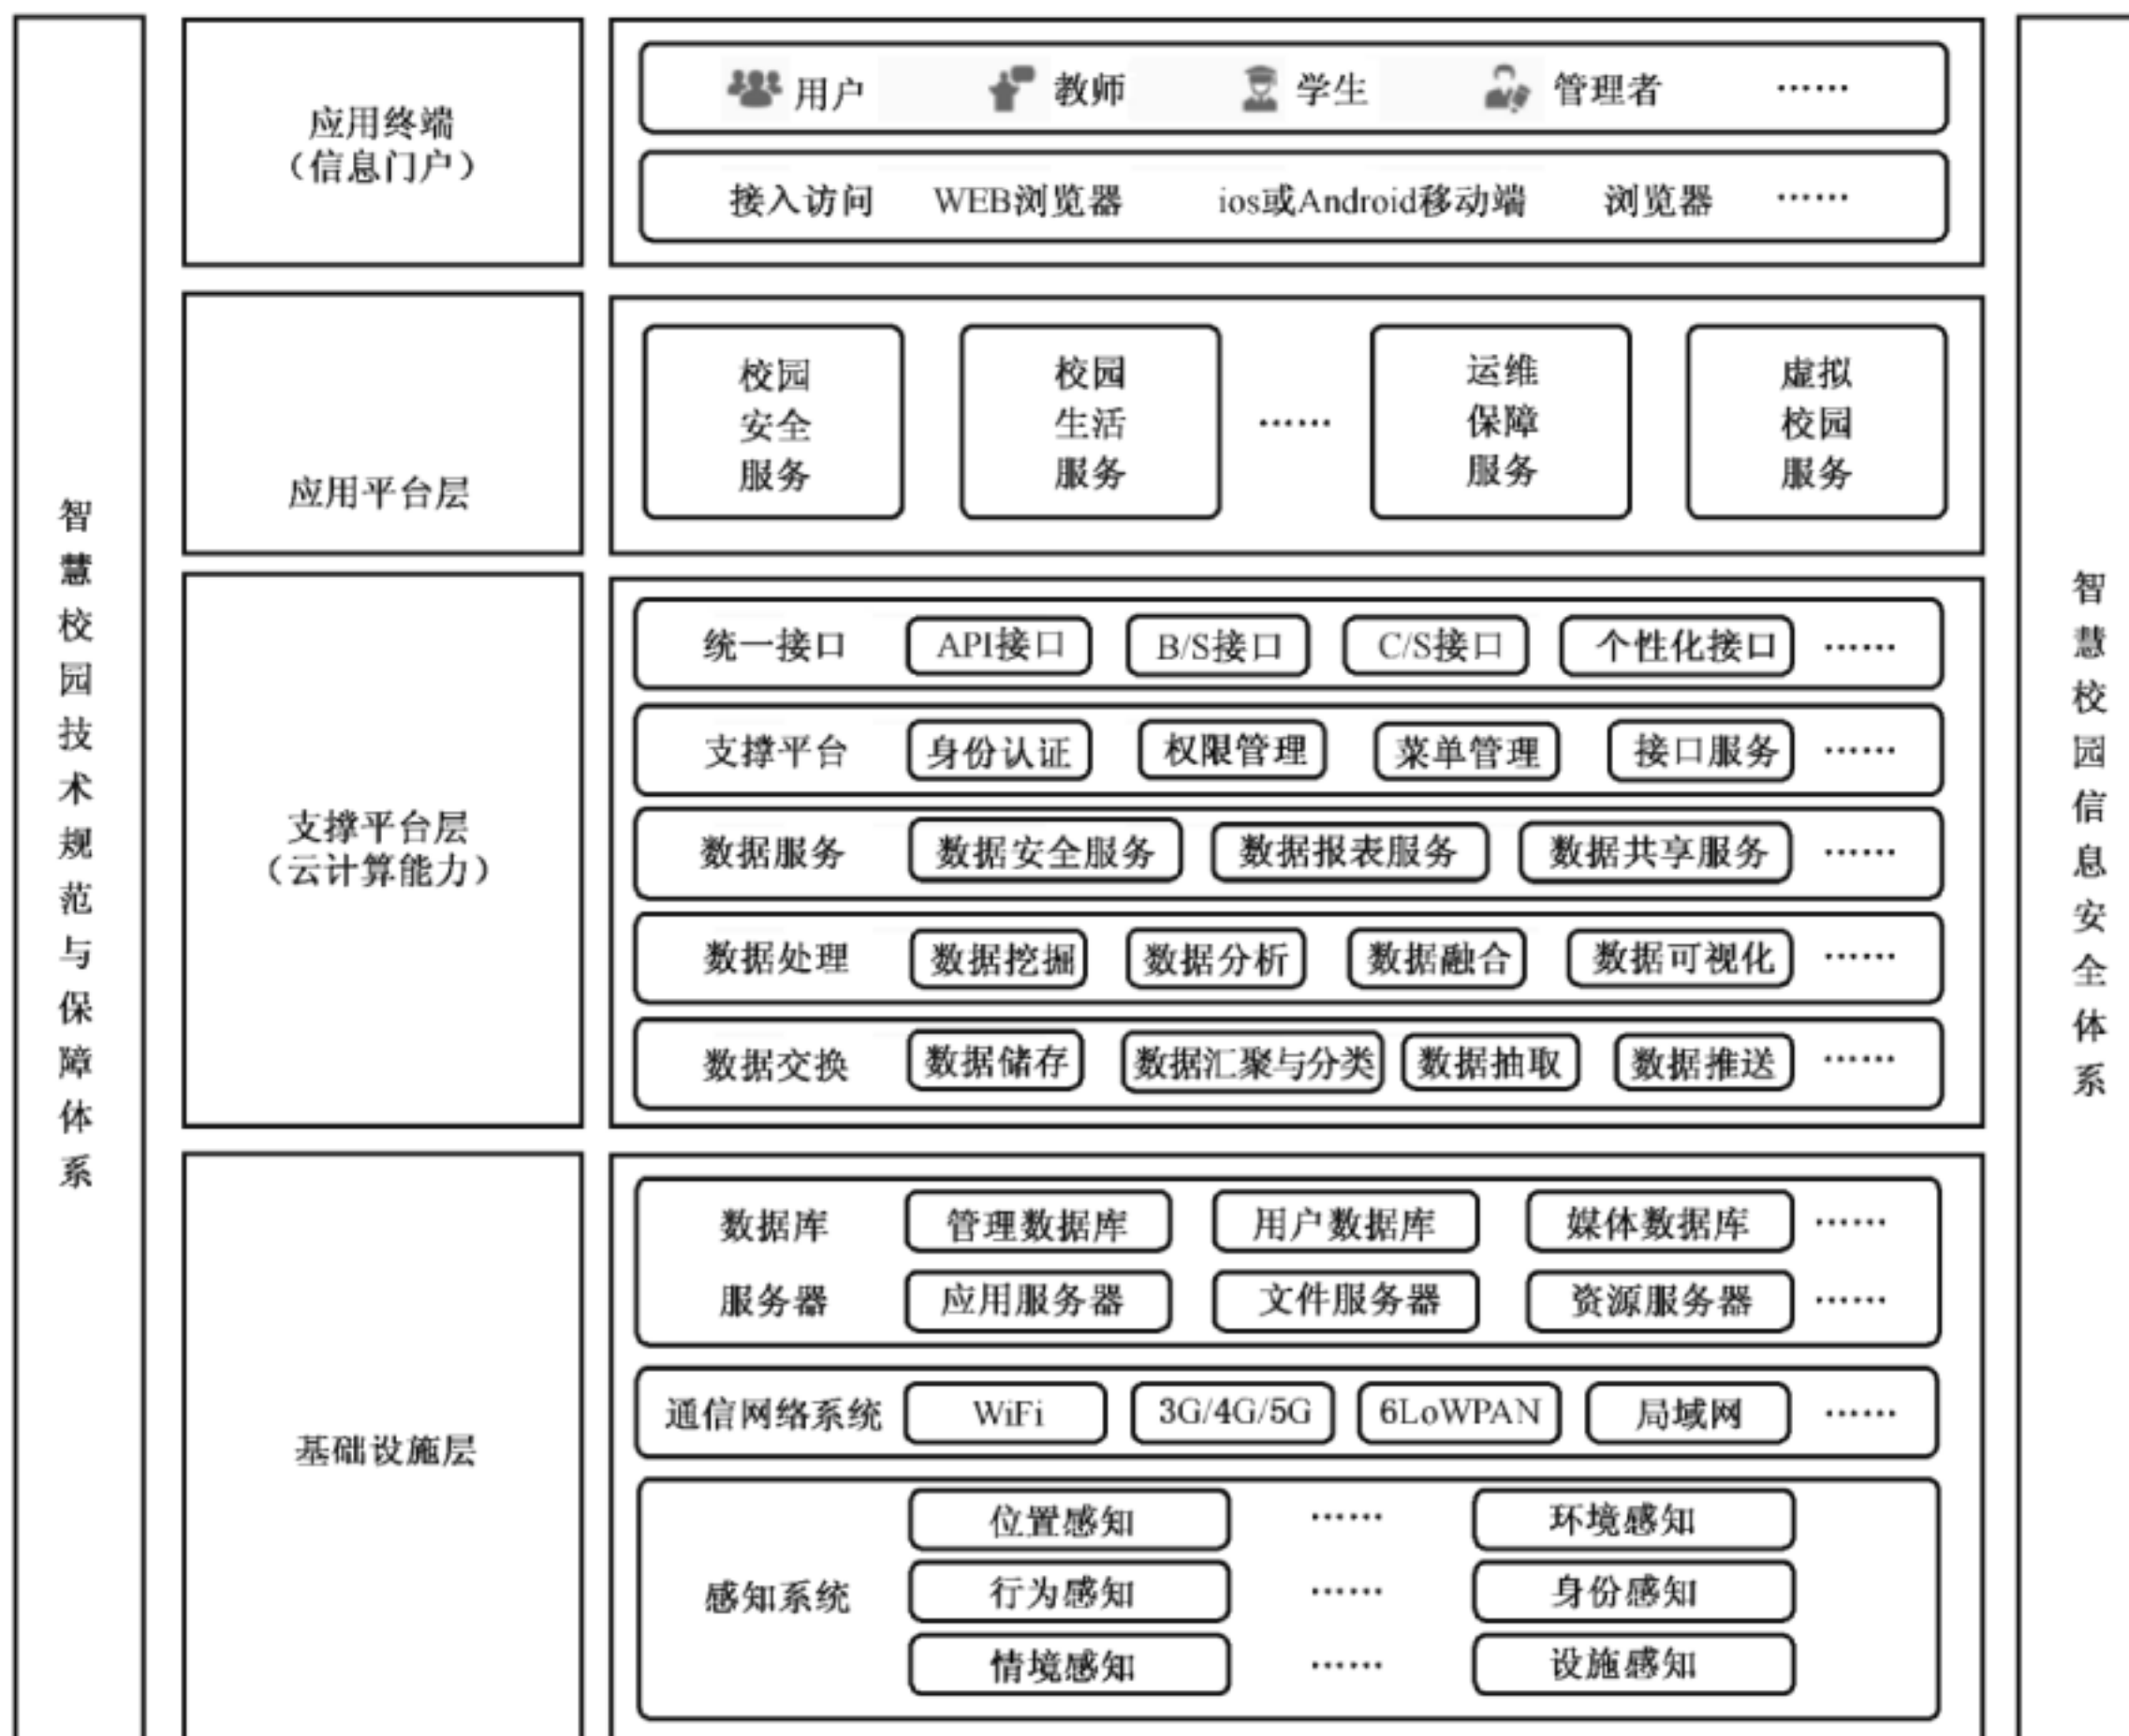 智慧校园技术规范与保障体系
应用终端
（信息门户）
用户 教师 学生 管理者 ……
接入访问 WEB浏览器 ios或Android移动端 浏览器 ……
应用平台层
校园
安全
服务
校园
生活
服务
……
运维
保障
服务
虚拟
校园
服务
支撑平台层
（云计算能力）
统一接口 API接口 B/S接口 C/S接口 个性化接口 ……
支撑平台 身份认证 权限管理 菜单管理 接口服务 ……
数据服务 数据安全服务 数据报表服务 数据共享服务 ……
数据处理 数据挖掘 数据分析 数据融合 数据可视化 ……
数据交换 数据储存 数据汇聚与分类 数据抽取 数据推送 ……
基础设施层
数据库 管理数据库 用户数据库 媒体数据库 ……
服务器 应用服务器 文件服务器 资源服务器 ……
通信网络系统 WiFi 3G/4G/5G 6LoWPAN 局域网 ……
感知系统
位置感知 …… 环境感知
行为感知 …… 身份感知
情境感知 …… 设施感知
智慧校园信息安全体系